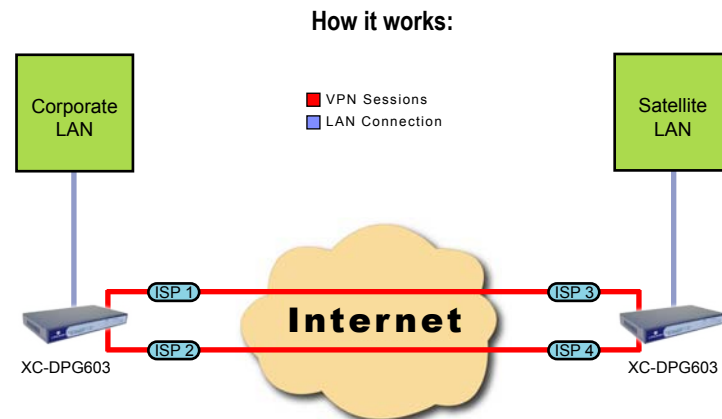 How it works:
Corporate
LAN
VPN Sessions
LAN Connection
Satellite
LAN
ISP 1
ISP 3
Internet
ISP 2
ISP 4
XC-DPG603
XC-DPG603